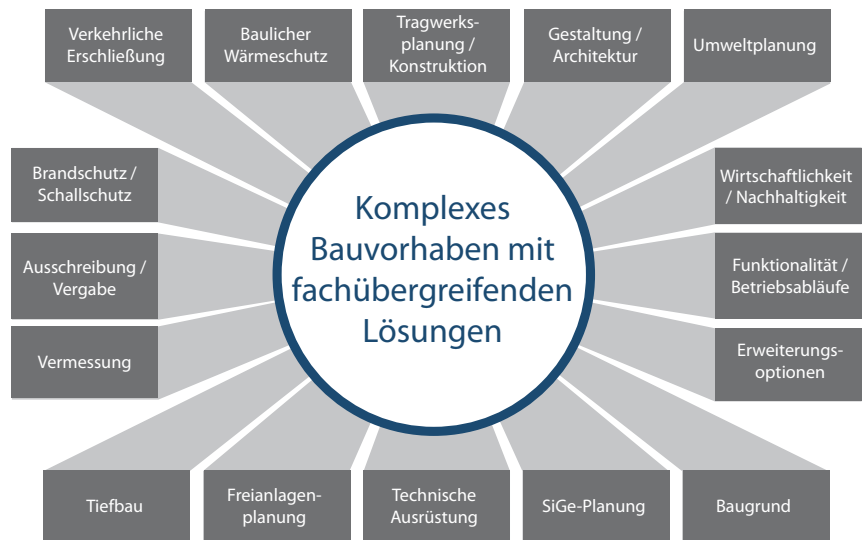 Verkehrliche
Erschließung
Baulicher
Wärmeschutz
Tragwerks-
planung /
Konstruktion
Gestaltung /
Architektur
Umweltplanung
Brandschutz /
Schallschutz
Wirtschaftlichkeit
/ Nachhaltigkeit
Komplexes
Bauvorhaben mit
fachübergreifenden
Lösungen
Ausschreibung /
Vergabe
Funktionalität /
Betriebsabläufe
Vermessung
Erweiterungs-
optionen
Tiefbau
Freianlagen-
planung
Technische
Ausrüstung
SiGe-Planung
Baugrund